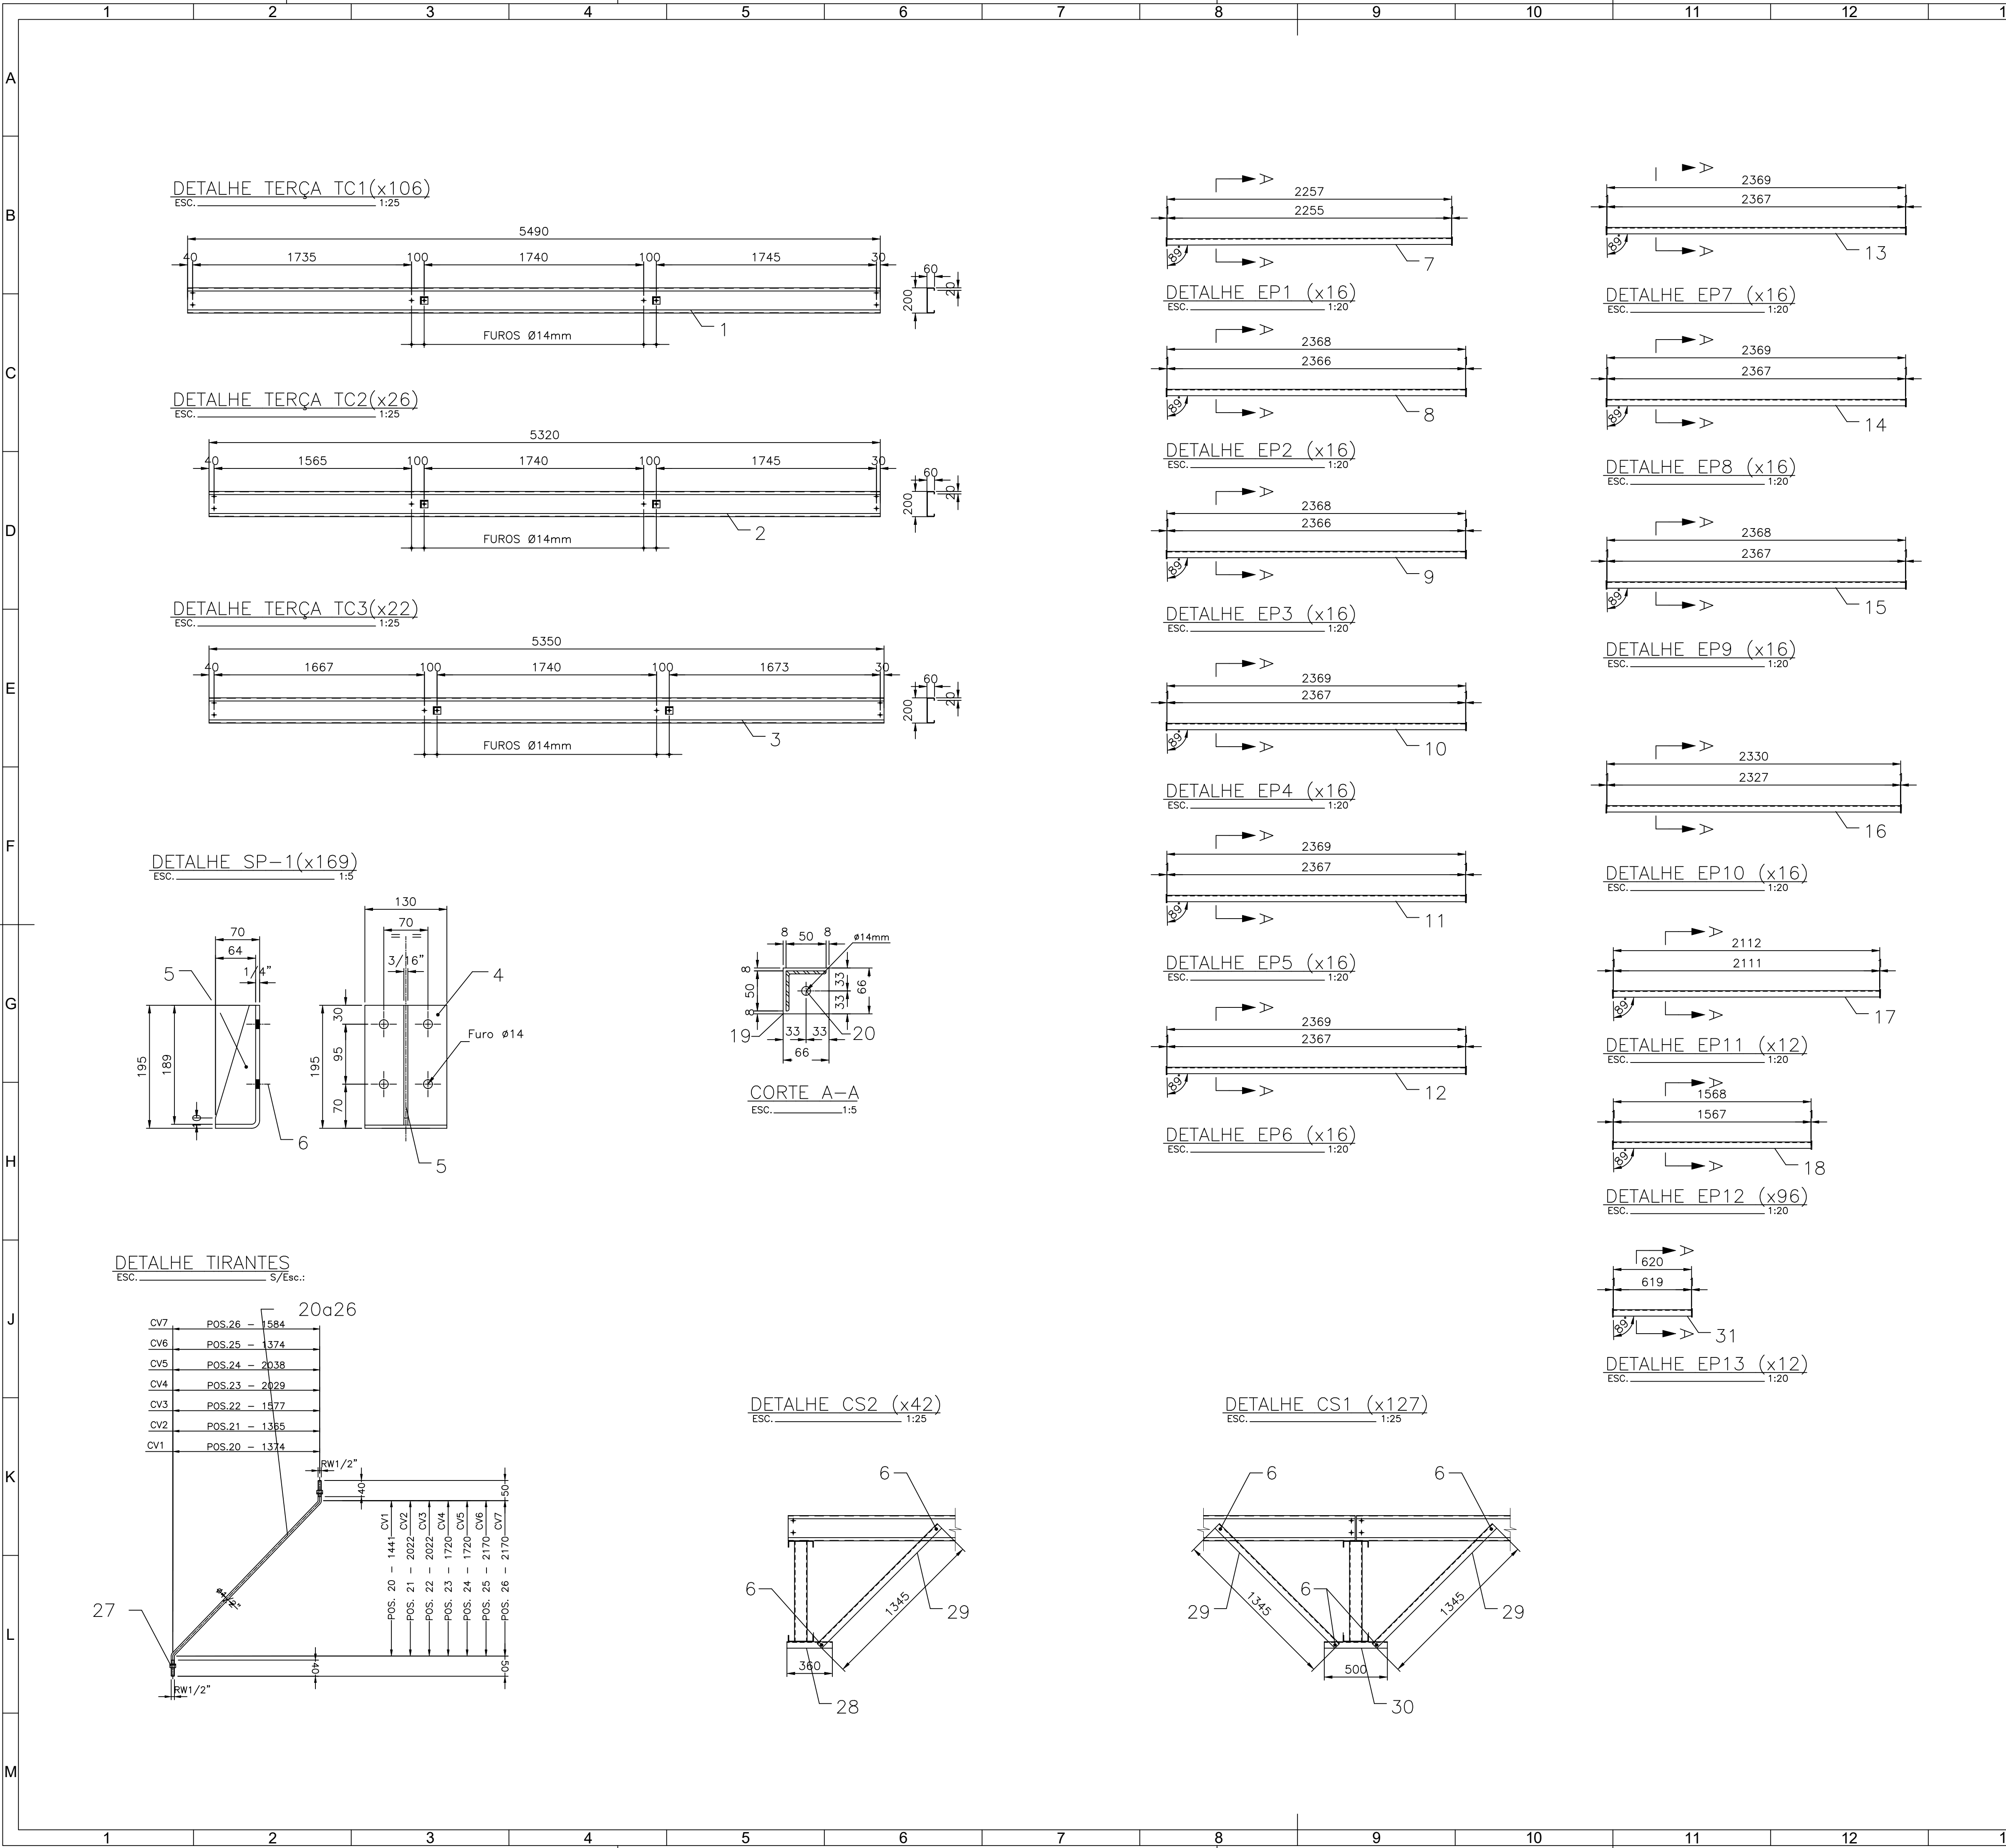 1 2 3 4 5 6 7 8 9 10 11 12 1
A
B
C
D
E
F
G
H
J
K
L
M
DETALHE TERÇA TC1(x106)
ESC. 1:25
5490
40 1735 100 1740 100 1745 30
60
20
200
1
FUROS Ø14mm
DETALHE TERÇA TC2(x26)
ESC. 1:25
5320
40 1565 100 1740 100 1745 30
60
20
200
2
FUROS Ø14mm
DETALHE TERÇA TC3(x22)
ESC. 1:25
5350
40 1667 100 1740 100 1673 30
60
20
200
3
FUROS Ø14mm
DETALHE SP-1(x169)
ESC. 1:5
70
64
1/4"
5
195
189
10
6
130
70
= =
3/16"
4
30
95
70
195
Furo ø14
5
8 50 8
ø14mm
8
50
8
33
33
66
19
33 33
20
66
CORTE A-A
ESC. 1:5
A
2257
2255
89°
A
7
DETALHE EP1 (x16)
ESC. 1:20
A
2368
2366
89°
A
8
DETALHE EP2 (x16)
ESC. 1:20
A
2368
2366
89°
A
9
DETALHE EP3 (x16)
ESC. 1:20
A
2369
2367
89°
A
10
DETALHE EP4 (x16)
ESC. 1:20
A
2369
2367
89°
A
11
DETALHE EP5 (x16)
ESC. 1:20
A
2369
2367
89°
A
12
DETALHE EP6 (x16)
ESC. 1:20
A
2369
2367
89°
A
13
DETALHE EP7 (x16)
ESC. 1:20
A
2369
2367
89°
A
14
DETALHE EP8 (x16)
ESC. 1:20
A
2368
2367
89°
A
15
DETALHE EP9 (x16)
ESC. 1:20
A
2330
2327
A
16
DETALHE EP10 (x16)
ESC. 1:20
A
2112
2111
89°
A
17
DETALHE EP11 (x12)
ESC. 1:20
A
1568
1567
89°
A
18
DETALHE EP12 (x96)
ESC. 1:20
A
620
619
89°
A
31
DETALHE EP13 (x12)
ESC. 1:20
DETALHE TIRANTES
ESC. S/Esc.:
20a26
CV7 POS.26 - 1584
CV6 POS.25 - 1374
CV5 POS.24 - 2038
CV4 POS.23 - 2029
CV3 POS.22 - 1577
CV2 POS.21 - 1365
CV1 POS.20 - 1374
RW1/2"
40
50
CV1 POS. 20 - 1441
CV2 POS. 21 - 2022
CV3 POS. 22 - 2022
CV4 POS. 23 - 1720
CV5 POS. 24 - 1720
CV6 POS. 25 - 2170
CV7 POS. 26 - 2170
27
40
50
RW1/2"
DETALHE CS2 (x42)
ESC. 1:25
6
6
29
1345
360
28
DETALHE CS1 (x127)
ESC. 1:25
6
6
6
29
29
1345
1345
500
30
1 2 3 4 5 6 7 8 9 10 11 12 1